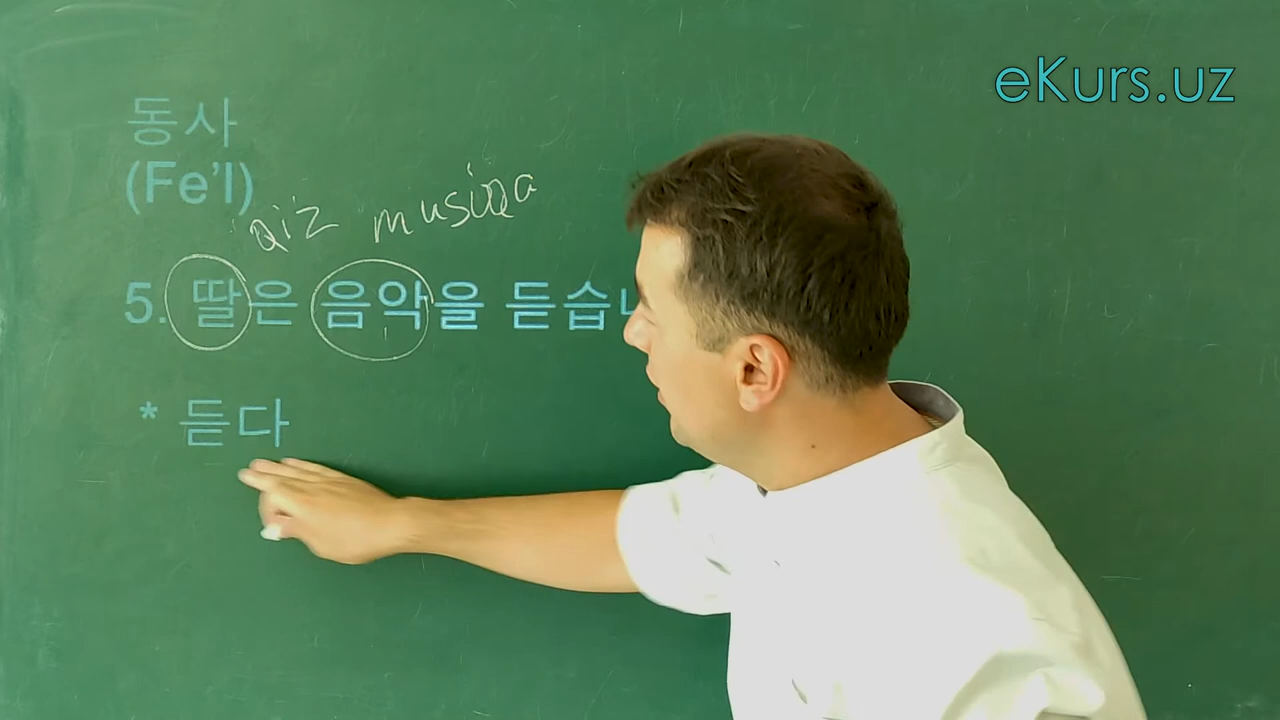 eKurs.uz
동사
(Fe'l)
qiz musiqa
5. 딸은 음악을 듣습
* 듣다